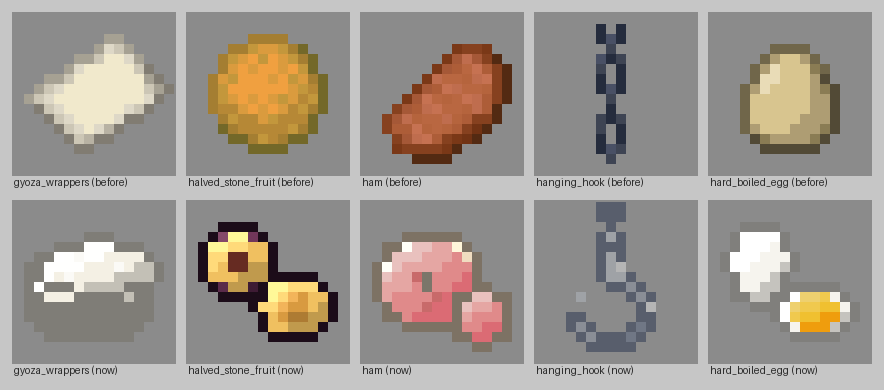 gyoza_wrappers (before) halved_stone_fruit (before) ham (before) hanging_hook (before) hard_boiled_egg (before)
gyoza_wrappers (now) halved_stone_fruit (now) ham (now) hanging_hook (now) hard_boiled_egg (now)